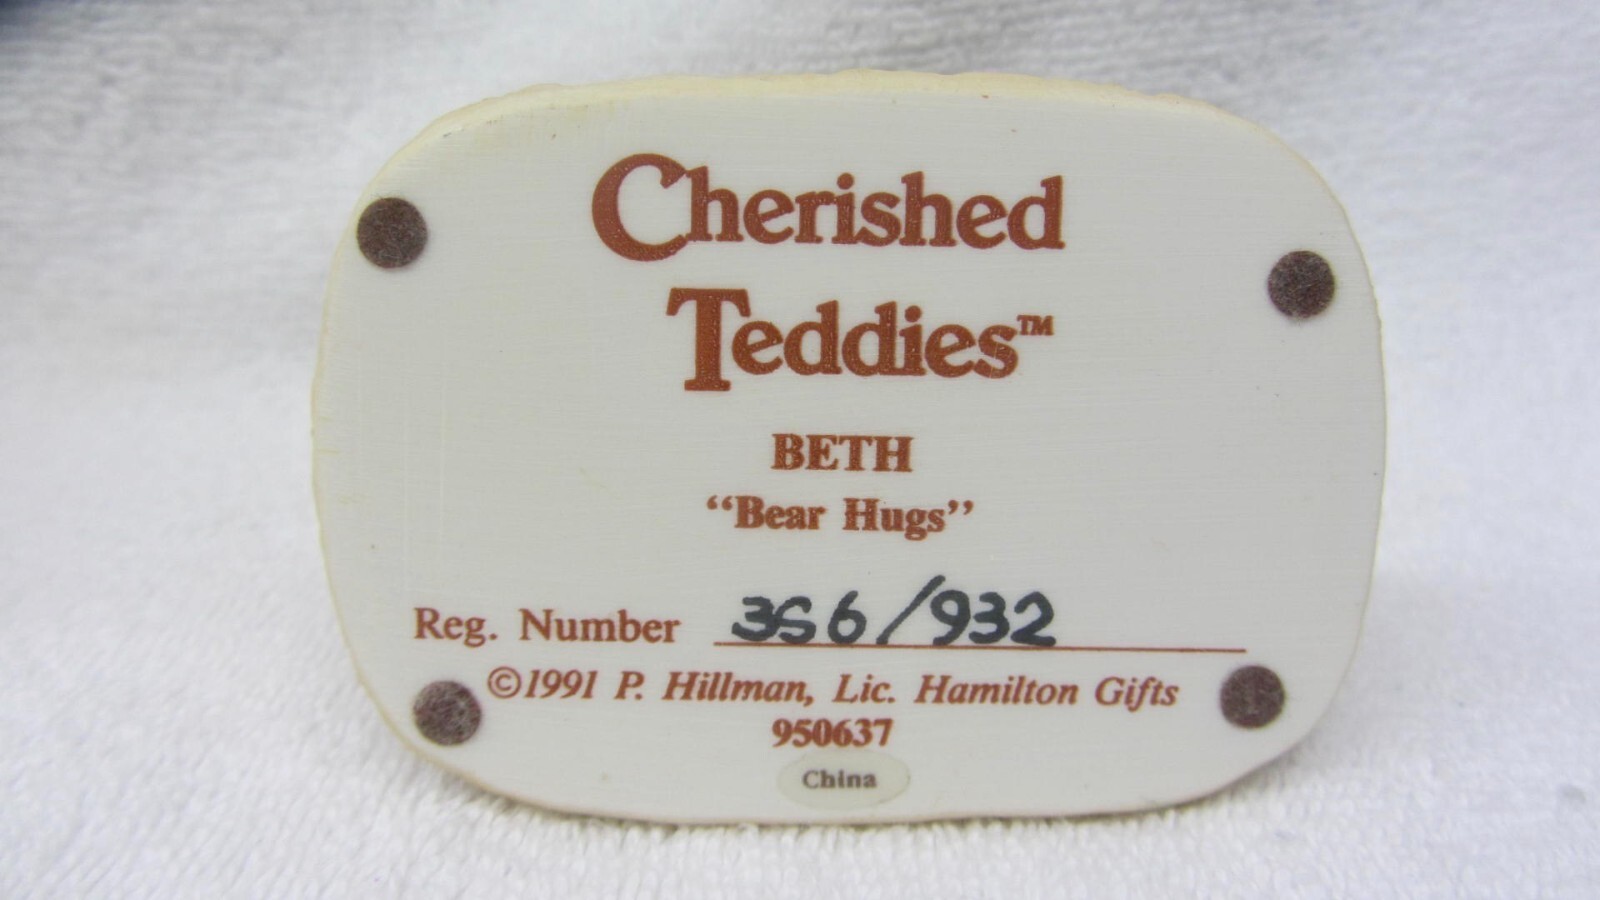 Cherished
Teddies™
BETH
“Bear Hugs”
Reg. Number 3S6/932
©1991 P. Hillman, Lic. Hamilton Gifts
950637
China